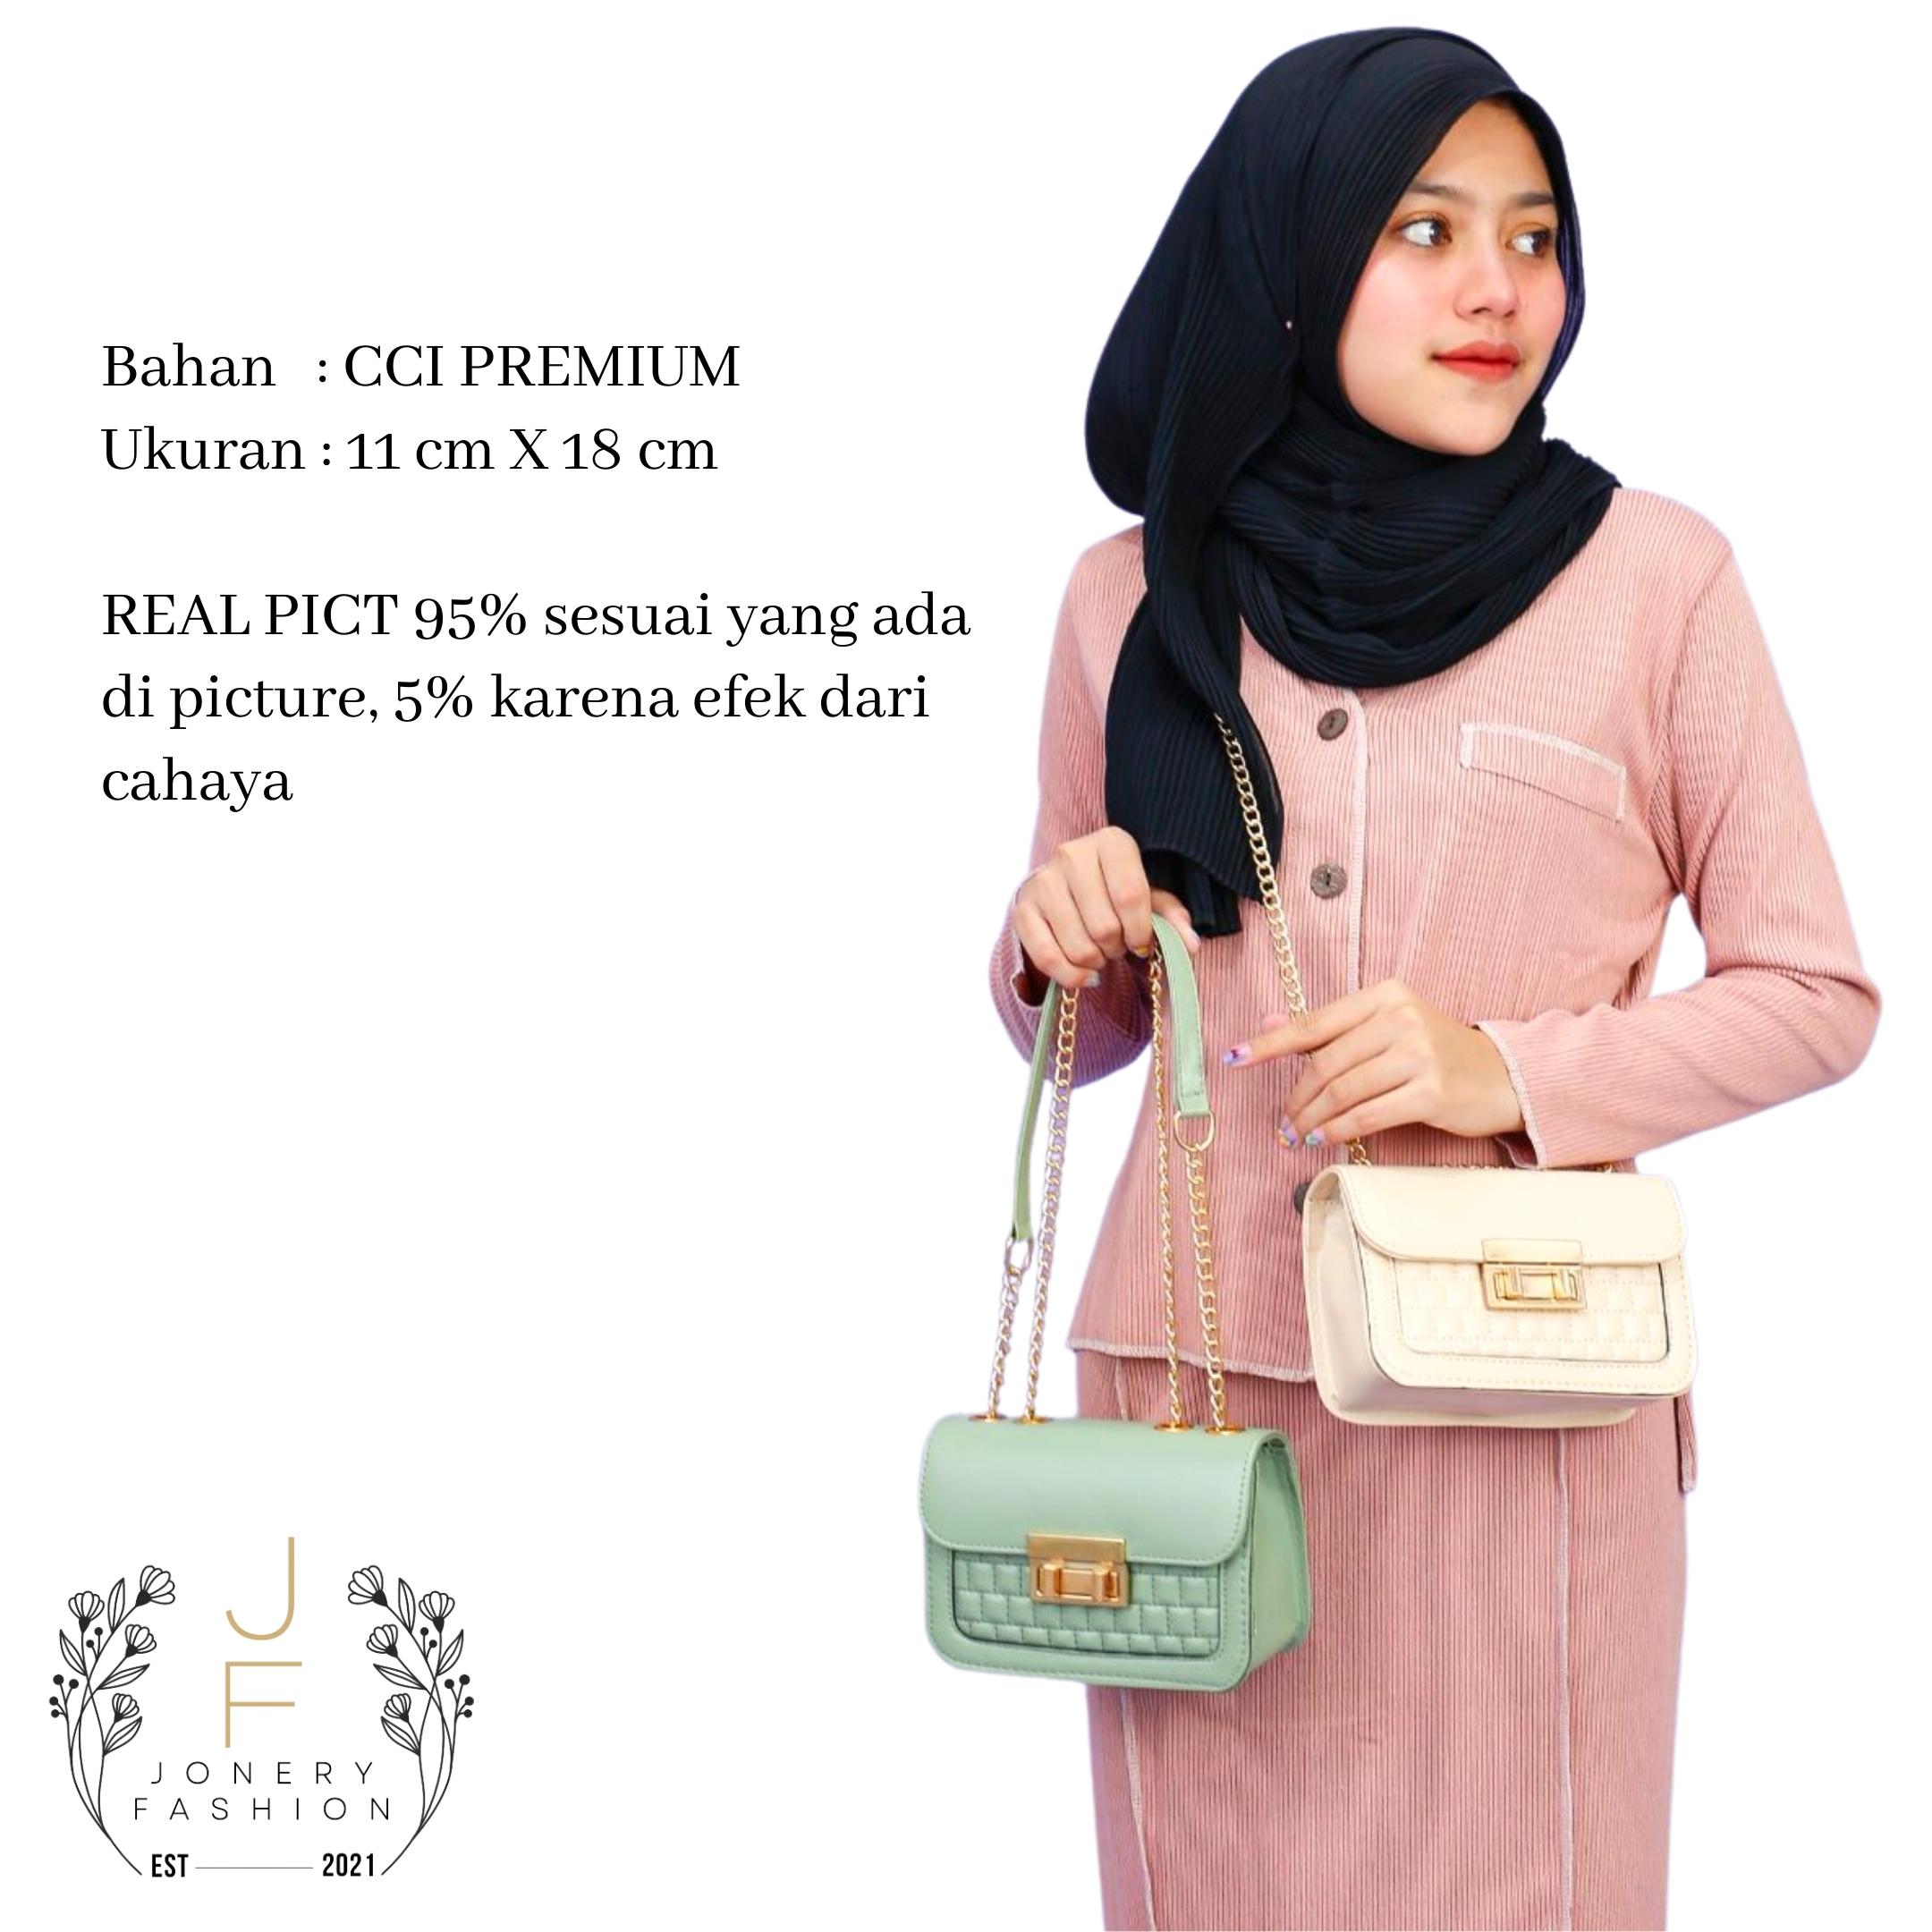 Bahan : CCI PREMIUM
Ukuran : 11 cm X 18 cm
REAL PICT 95% sesuai yang ada
di picture, 5% karena efek dari
cahaya
J
F
JONERY
FASHION
EST 2021